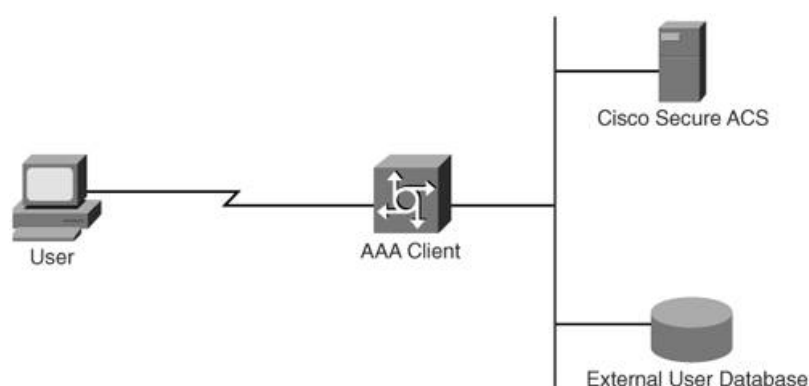 Cisco Secure ACS
User
AAA Client
External User Database